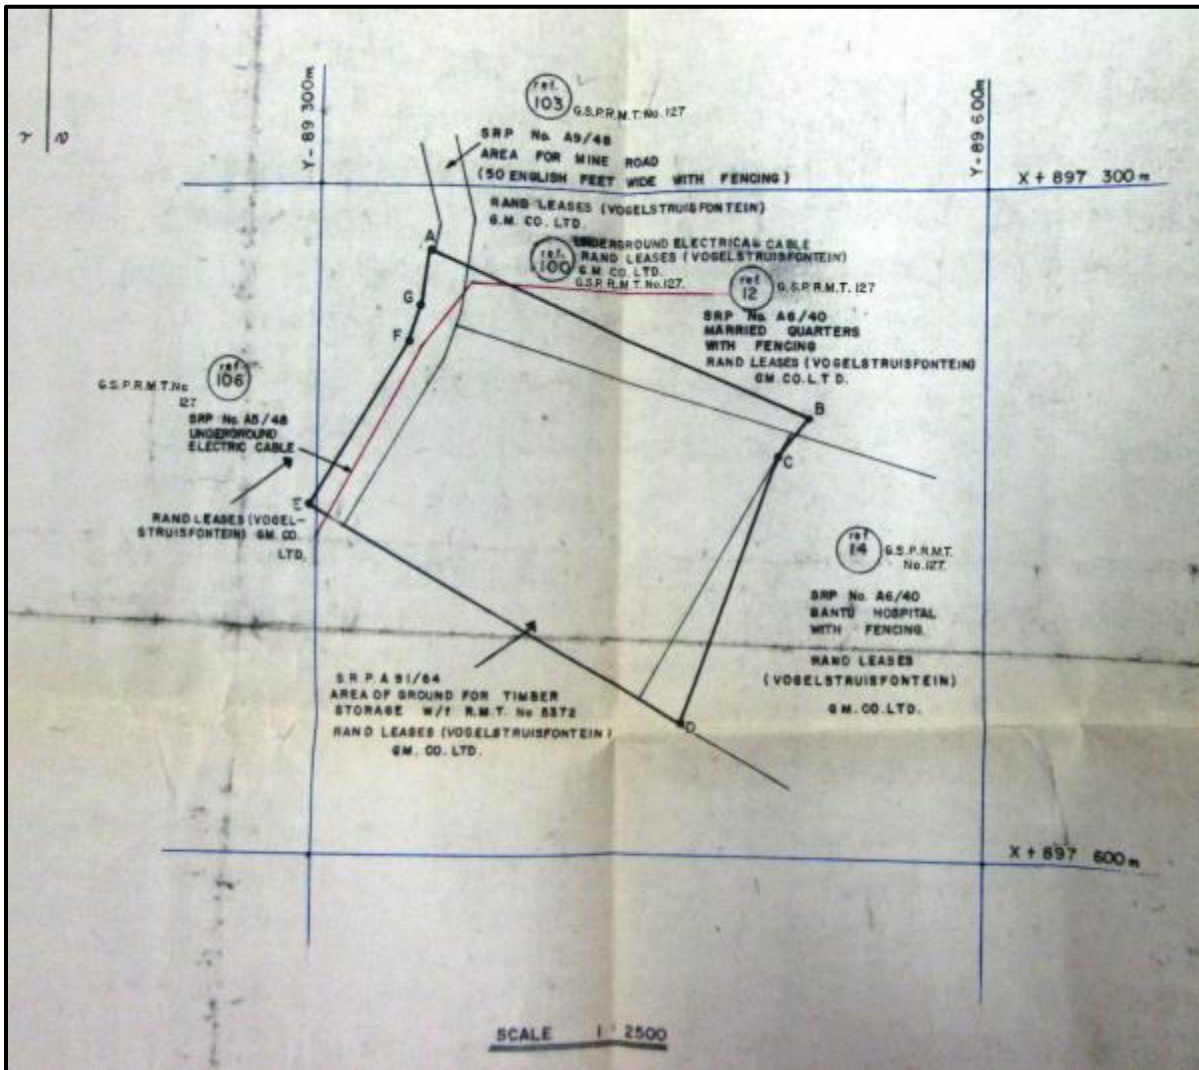 Y- 89 300m
Y- 89 600m
ref.
103
G.S.P.R.M.T. No. 127
SRP No. A9/48
AREA FOR MINE ROAD
(50 ENGLISH FEET WIDE WITH FENCING)
X + 897 300 m
RAND LEASES (VOGELSTRUISFONTEIN)
G.M. CO. LTD.
A
ref.
100
UNDERGROUND ELECTRICAL CABLE
RAND LEASES (VOGELSTRUISFONTEIN)
G.M. CO. LTD.
G.S.P.R.M.T. No. 127.
ref
12
G.S.P.R.M.T. 127
SRP No. A6/40
MARRIED QUARTERS
WITH FENCING
RAND LEASES (VOGELSTRUISFONTEIN)
GM. CO. L T D.
G
F
ref
106
G.S.P.R.M.T. No
127
SRP No. A5/48
UNDERGROUND
ELECTRIC CABLE
B
C
E
RAND LEASES (VOGEL-
STRUISFONTEIN) GM. CO.
LTD.
ref
14
G.S.P.R.M.T.
No. 127.
SRP No. A6/40
BANTU HOSPITAL
WITH FENCING.
RAND LEASES
(VOGELSTRUISFONTEIN)
G M. CO. LTD.
S R P. A 91/64
AREA OF GROUND FOR TIMBER
STORAGE W/f R.M.T. No 5372
RAND LEASES (VOGELSTRUISFONTEIN)
GM. CO. LTD.
D
X + 897 600 m
SCALE 1 : 2500